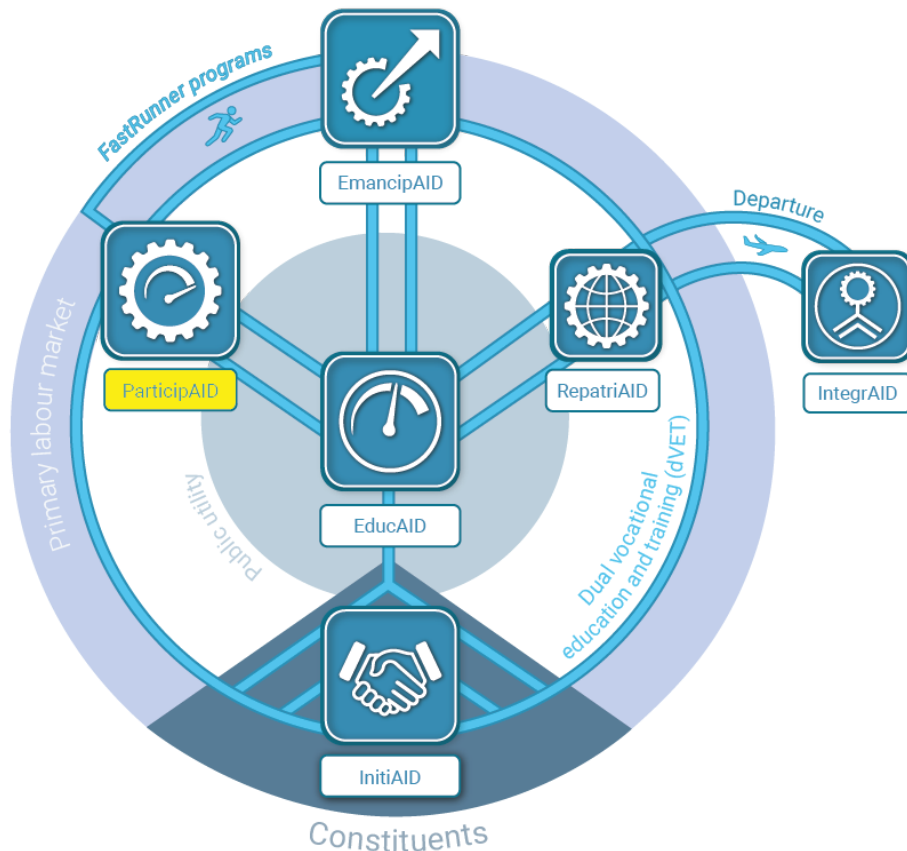 FastRunner programs
EmancipAID
Departure
Primary labour market
ParticipAID
RepatriAID
IntegrAID
Public utility
EducAID
Dual vocational
education and training (dVET)
InitiAID
Constituents